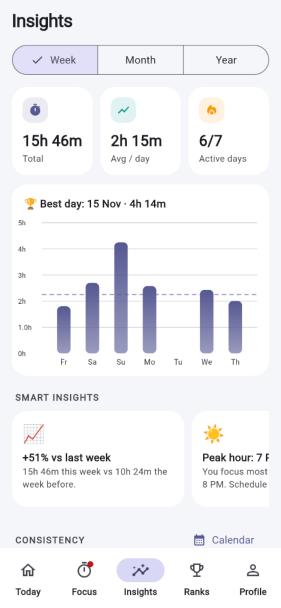 Insights
Week
Month
Year
15h 46m
2h 15m
6/7
Total
Avg / day
Active days
🏆 Best day: 15 Nov · 4h 14m
5h
4h
3h
2h
1.0h
0h
Fr
Sa
Su
Mo
Tu
We
Th
SMART INSIGHTS
+51% vs last week
15h 46m this week vs 10h 24m the
week before.
Peak hour: 7
You focus most
8 PM. Schedule
CONSISTENCY
Calendar
Today
Focus
Insights
Ranks
Profile